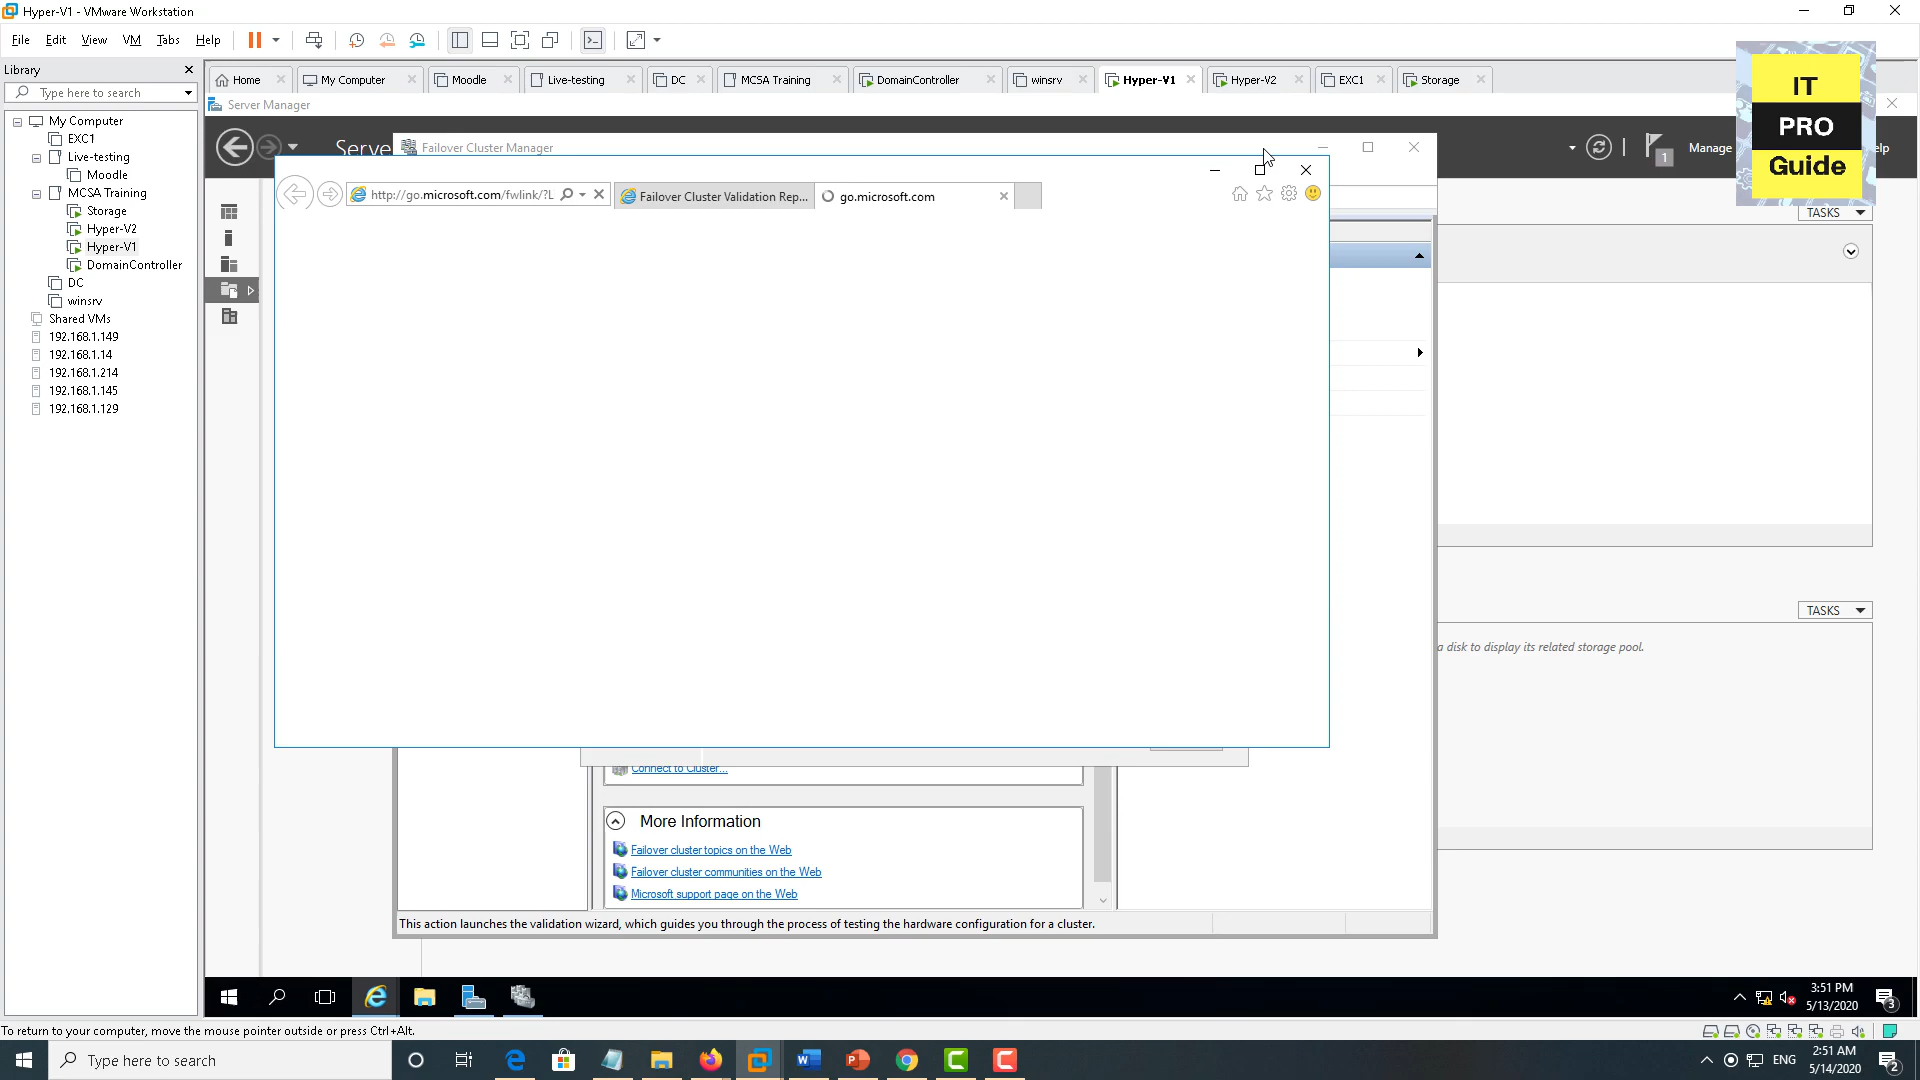 Hyper-V1 - VMware Workstation
File Edit View VM Tabs Help
Library
Type here to search
My Computer
EXC1
Live-testing
Moodle
MCSA Training
Storage
Hyper-V2
Hyper-V1
DomainController
DC
winsrv
Shared VMs
192.168.1.149
192.168.1.14
192.168.1.214
192.168.1.145
192.168.1.129
Home My Computer Moodle Live-testing DC MCSA Training DomainController winsrv Hyper-V1 Hyper-V2 EXC1 Storage
Server Manager
Serve
Manage
elp
1
IT
PRO
Guide
Failover Cluster Manager
http://go.microsoft.com/fwlink/?L
Failover Cluster Validation Rep...
go.microsoft.com
TASKS
TASKS
a disk to display its related storage pool.
Connect to Cluster...
More Information
Failover cluster topics on the Web
Failover cluster communities on the Web
Microsoft support page on the Web
This action launches the validation wizard, which guides you through the process of testing the hardware configuration for a cluster.
3:51 PM
5/13/2020
3
To return to your computer, move the mouse pointer outside or press Ctrl+Alt.
Type here to search
ENG
2:51 AM
5/14/2020
2